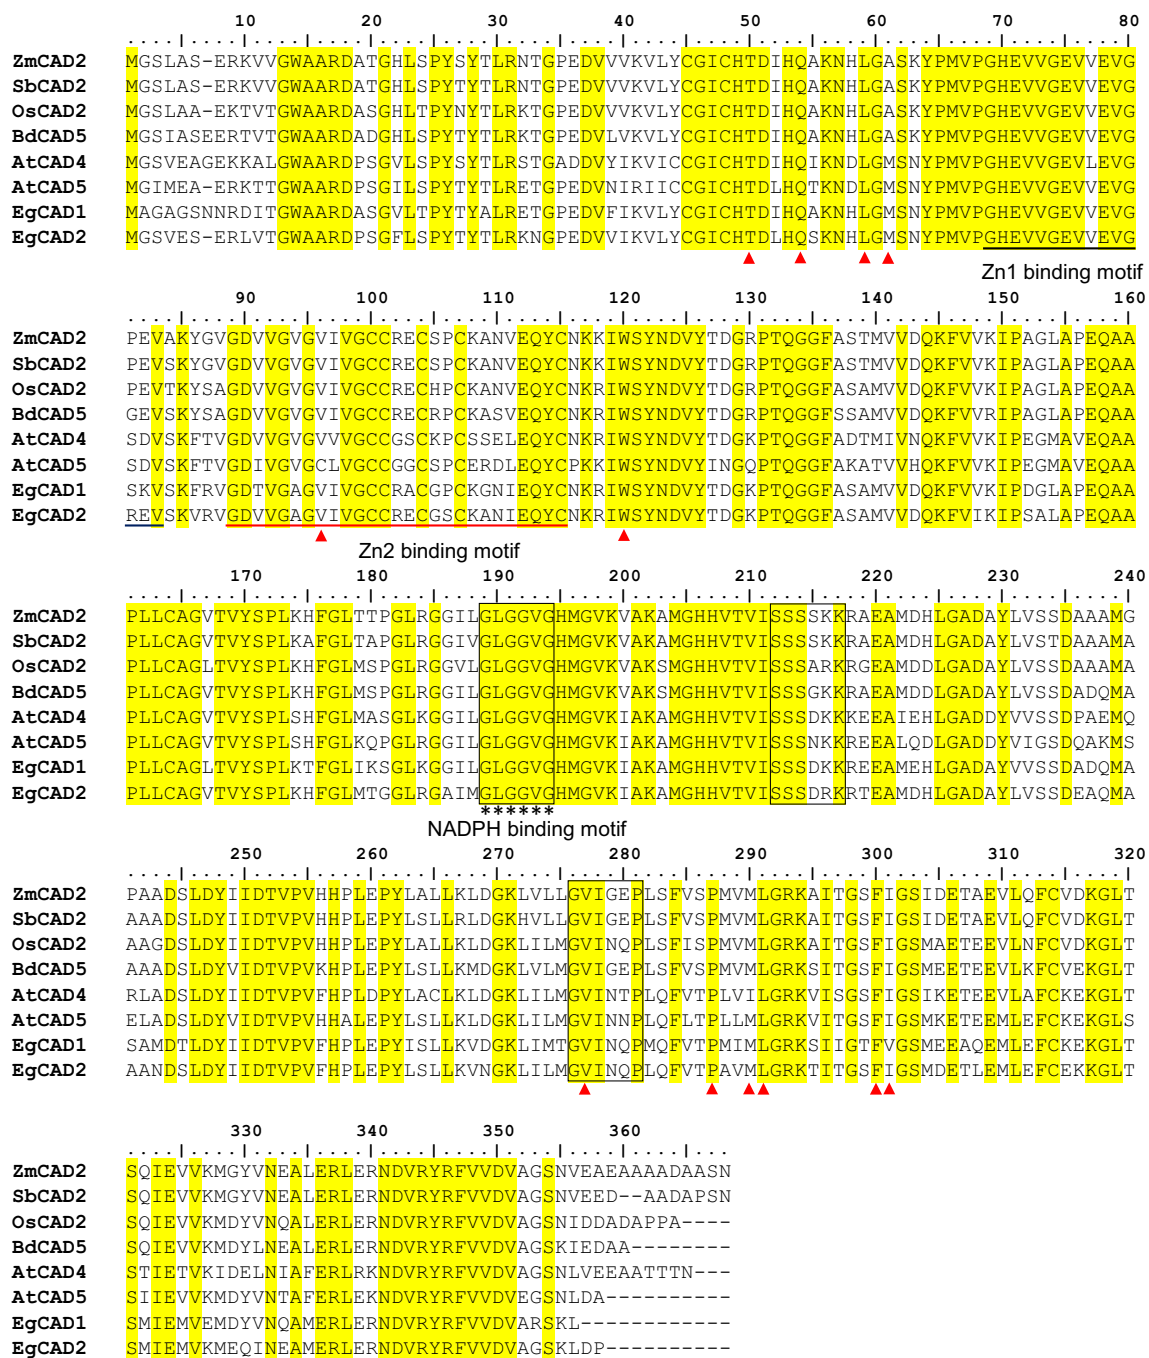 10 20 30 40 50 60 70 80
ZmCAD2 MGSLAS-ERKVVGWAARDATGHLSPYSYTLRNTGPEDVVVKVLYCGICHTDIHQAKNHLGASKYPMVPGHEVVGEVVEVG
SbCAD2 MGSLAS-ERKVVGWAARDATGHLSPYTYTLRNTGPEDVVVKVLYCGICHTDIHQAKNHLGASKYPMVPGHEVVGEVVEVG
OsCAD2 MGSLAA-EKTVTGWAARDASGHLTPYNYTLRKTGPEDVVVKVLYCGICHTDIHQAKNHLGASKYPMVPGHEVVGEVVEVG
BdCAD5 MGSIASEERTVTGWAARDADGHLSPYTYTLRKTGPEDVLVKVLYCGICHTDIHQAKNHLGASKYPMVPGHEVVGEVVEVG
AtCAD4 MGSVEAGEKKALGWAARDPSGVLSPYSYTLRSTGADDVYIKVICCGICHTDIHQIKNDLGMSNYPMVPGHEVVGEVLEVG
AtCAD5 MGIMEA-ERKTTGWAARDPSGILSPYTYTLRETGPEDVNIRIICCGICHTDLHQTKNDLGMSNYPMVPGHEVVGEVVEVG
EgCAD1 MAGAGSNNRDITGWAARDASGVLTPYTYALRETGPEDVFIKVLYCGICHTDIHQAKNHLGMSNYPMVPGHEVVGEVVEVG
EgCAD2 MGSVES-ERLVTGWAARDPSGFLSPYTYTLRKNGPEDVVIKVLYCGICHTDLHQSKNHLGMSNYPMVPGHEVVGEVVEVG
Zn1 binding motif
90 100 110 120 130 140 150 160
ZmCAD2 PEVAKYGVGDVVGVGVIVGCCRECSPCKANVEQYCNKKIWSYNDVYTDGRPTQGGFASTMVVDQKFVVKIPAGLAPEQAA
SbCAD2 PEVSKYGVGDVVGVGVIVGCCRECSPCKANVEQYCNKKIWSYNDVYTDGRPTQGGFASTMVVDQKFVVKIPAGLAPEQAA
OsCAD2 PEVTKYSAGDVVGVGVIVGCCRECHPCKANVEQYCNKRIWSYNDVYTDGRPTQGGFASAMVVDQKFVVKIPAGLAPEQAA
BdCAD5 GEVSKYSAGDVVGVGVIVGCCRECRPCKASVEQYCNKRIWSYNDVYTDGRPTQGGFSSAMVVDQKFVVRIPAGLAPEQAA
AtCAD4 SDVSKFTVGDVVGVGVVVGCCGSCKPCSSELEQYCNKRIWSYNDVYTDGKPTQGGFADTMIVNQKFVVKIPEGMAVEQAA
AtCAD5 SDVSKFTVGDIVGVGCLVGCCGGCSPCERDLEQYCPKKIWSYNDVYINGQPTQGGFAKATVVHQKFVVKIPEGMAVEQAA
EgCAD1 SKVSKFRVGDTVGAGVIVGCCRACGPCKGNIEQYCNKRIWSYNDVYTDGKPTQGGFASAMVVDQKFVVKIPDGLAPEQAA
EgCAD2 REVSKVRVGDVVGAGVIVGCCRECGSCKANIEQYCNKRIWSYNDVYTDGKPTQGGFASAMVVDQKFVIKIPSALAPEQAA
Zn2 binding motif
170 180 190 200 210 220 230 240
ZmCAD2 PLLCAGVTVYSPLKHFGLTTPGLRGGILGLGGVGHMGVKVAKAMGHHVTVISSSSKKRAEAMDHLGADAYLVSSDAAAMG
SbCAD2 PLLCAGVTVYSPLKAFGLTAPGLRGGIVGLGGVGHMGVKVAKAMGHHVTVISSSSKKRAEAMDHLGADAYLVSTDAAAMA
OsCAD2 PLLCAGLTVYSPLKHFGLMSPGLRGGVLGLGGVGHMGVKVAKSMGHHVTVISSSARKRGEAMDDLGADAYLVSSDAAAMA
BdCAD5 PLLCAGVTVYSPLKHFGLMSPGLRGGILGLGGVGHMGVKVAKSMGHHVTVISSSGKKRAEAMDDLGADAYLVSSDADQMA
AtCAD4 PLLCAGVTVYSPLSHFGLMASGLKGGILGLGGVGHMGVKIAKAMGHHVTVISSSDKKKEEAIEHLGADDYVVSSDPAEMQ
AtCAD5 PLLCAGVTVYSPLSHFGLKQPGLRGGILGLGGVGHMGVKIAKAMGHHVTVISSSNKKREEALQDLGADDYVIGSDQAKMS
EgCAD1 PLLCAGLTVYSPLKTFGLIKSGLKGGILGLGGVGHMGVKIAKAMGHHVTVISSSDKKREEAMEHLGADAYVVSSDADQMA
EgCAD2 PLLCAGVTVYSPLKHFGLMTGGLRGAIMGLGGVGHMGVKIAKAMGHHVTVISSSDRKRTEAMDHLGADAYLVSSDEAQMA
******
NADPH binding motif
250 260 270 280 290 300 310 320
ZmCAD2 PAADSLDYIIDTVPVHHPLEPYLALLKLDGKLVLLGVIGEPLSFVSPMVMLGRKAITGSFIGSIDETAEVLQFCVDKGLT
SbCAD2 AAADSLDYIIDTVPVHHPLEPYLSLLRLDGKHVLLGVIGEPLSFVSPMVMLGRKAITGSFIGSIDETAEVLQFCVDKGLT
OsCAD2 AAGDSLDYIIDTVPVHHPLEPYLALLKLDGKLILMGVINQPLSFISPMVMLGRKAITGSFIGSMAETEEVLNFCVDKGLT
BdCAD5 AAADSLDYVIDTVPVKHPLEPYLSLLKMDGKLVLMGVIGEPLSFVSPMVMLGRKSITGSFIGSMEETEEVLKFCVEKGLT
AtCAD4 RLADSLDYIIDTVPVFHPLDPYLACLKLDGKLILMGVINTPLQFVTPLVILGRKVISGSFIGSIKETEEVLAFCKEKGLT
AtCAD5 ELADSLDYVIDTVPVHHALEPYLSLLKLDGKLILMGVINNPLQFLTPLLMLGRKVITGSFIGSMKETEEMLEFCKEKGLS
EgCAD1 SAMDTLDYIIDTVPVFHPLEPYISLLKVDGKLIMTGVINQPMQFVTPMIMLGRKSIIGTFVGSMEEAQEMLEFCKEKGLT
EgCAD2 AANDSLDYIIDTVPVFHPLEPYLSLLKVNGKLILMGVINQPLQFVTPAVMLGRKTITGSFIGSMDETLEMLEFCEKKGLT
330 340 350 360
ZmCAD2 SQIEVVKMGYVNEALERLERNDVRYRFVVDVAGSNVEAEAAAADAASN
SbCAD2 SQIEVVKMGYVNEALERLERNDVRYRFVVDVAGSNVEED--AADAPSN
OsCAD2 SQIEVVKMDYVNQALERLERNDVRYRFVVDVAGSNIDDADAPPA----
BdCAD5 SQIEVVKMDYLNEALERLERNDVRYRFVVDVAGSKIEDAA--------
AtCAD4 STIETVKIDELNIAFERLRKNDVRYRFVVDVAGSNLVEEAATTTN---
AtCAD5 SIIEVVKMDYVNTAFERLEKNDVRYRFVVDVEGSNLDA----------
EgCAD1 SMIEMVEMDYVNQAMERLERNDVRYRFVVDVARSKL------------
EgCAD2 SMIEMVKMEQINEAMERLERNDVRYRFVVDVAGSKLDP----------